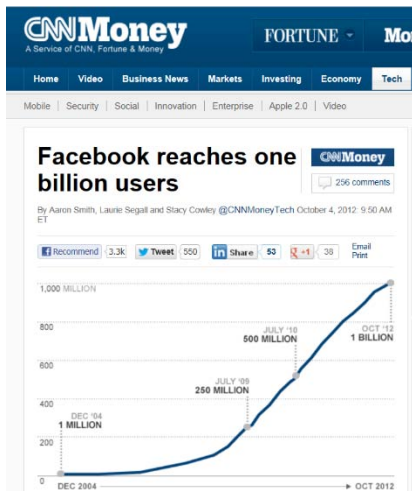 CNNMoney
A Service of CNN, Fortune & Money
FORTUNE
Mo
Home Video Business News Markets Investing Economy Tech
Mobile | Security | Social | Innovation | Enterprise | Apple 2.0 | Video
Facebook reaches one
billion users
CNNMoney
256 comments
By Aaron Smith, Laurie Segall and Stacy Cowley @CNNMoneyTech October 4, 2012: 9:50 AM
ET
Recommend 3.3k Tweet 550 in Share 53 g +1 38 Email
Print
1,000 MILLION
800
JULY '10
500 MILLION
OCT '12
1 BILLION
600
JULY '09
250 MILLION
400
DEC '04
1 MILLION
200
0
DEC 2004 OCT 2012